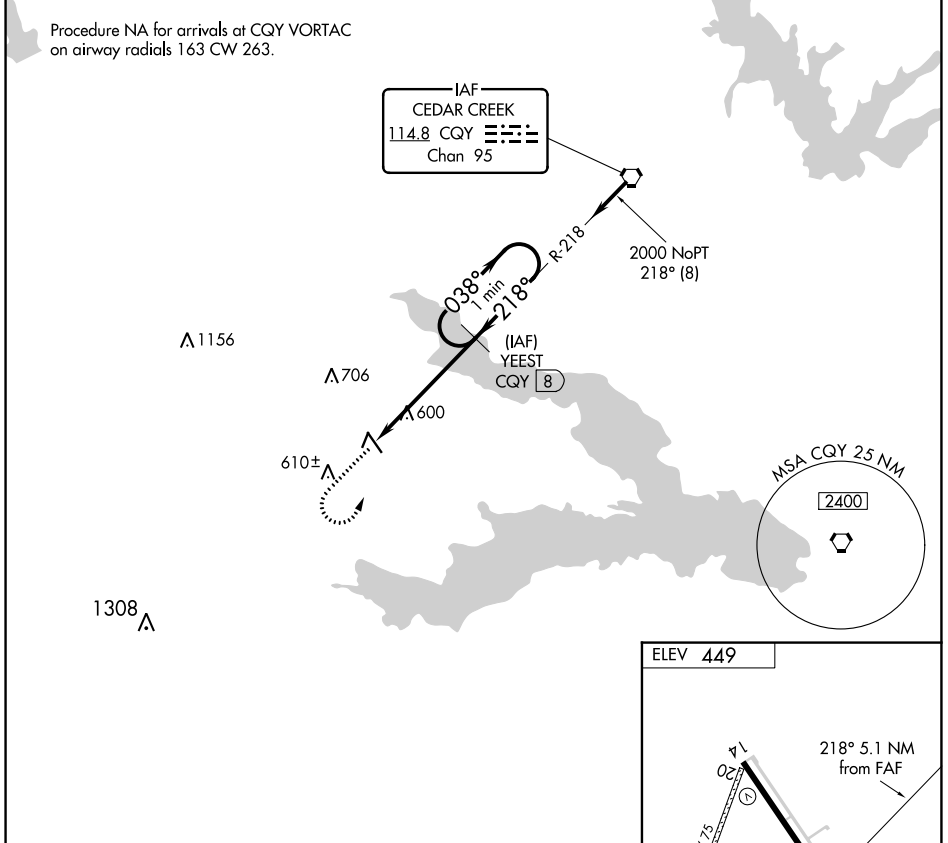 Procedure NA for arrivals at CQY VORTAC
on airway radials 163 CW 263.
IAF
CEDAR CREEK
114.8 CQY
Chan 95
R-218
2000 NoPT
218° (8)
038°
1 min
218°
(IAF)
YEEST
CQY 8
1156
706
600
610±
MSA CQY 25 NM
2400
1308
ELEV 449
218° 5.1 NM
from FAF
14
20
V
75